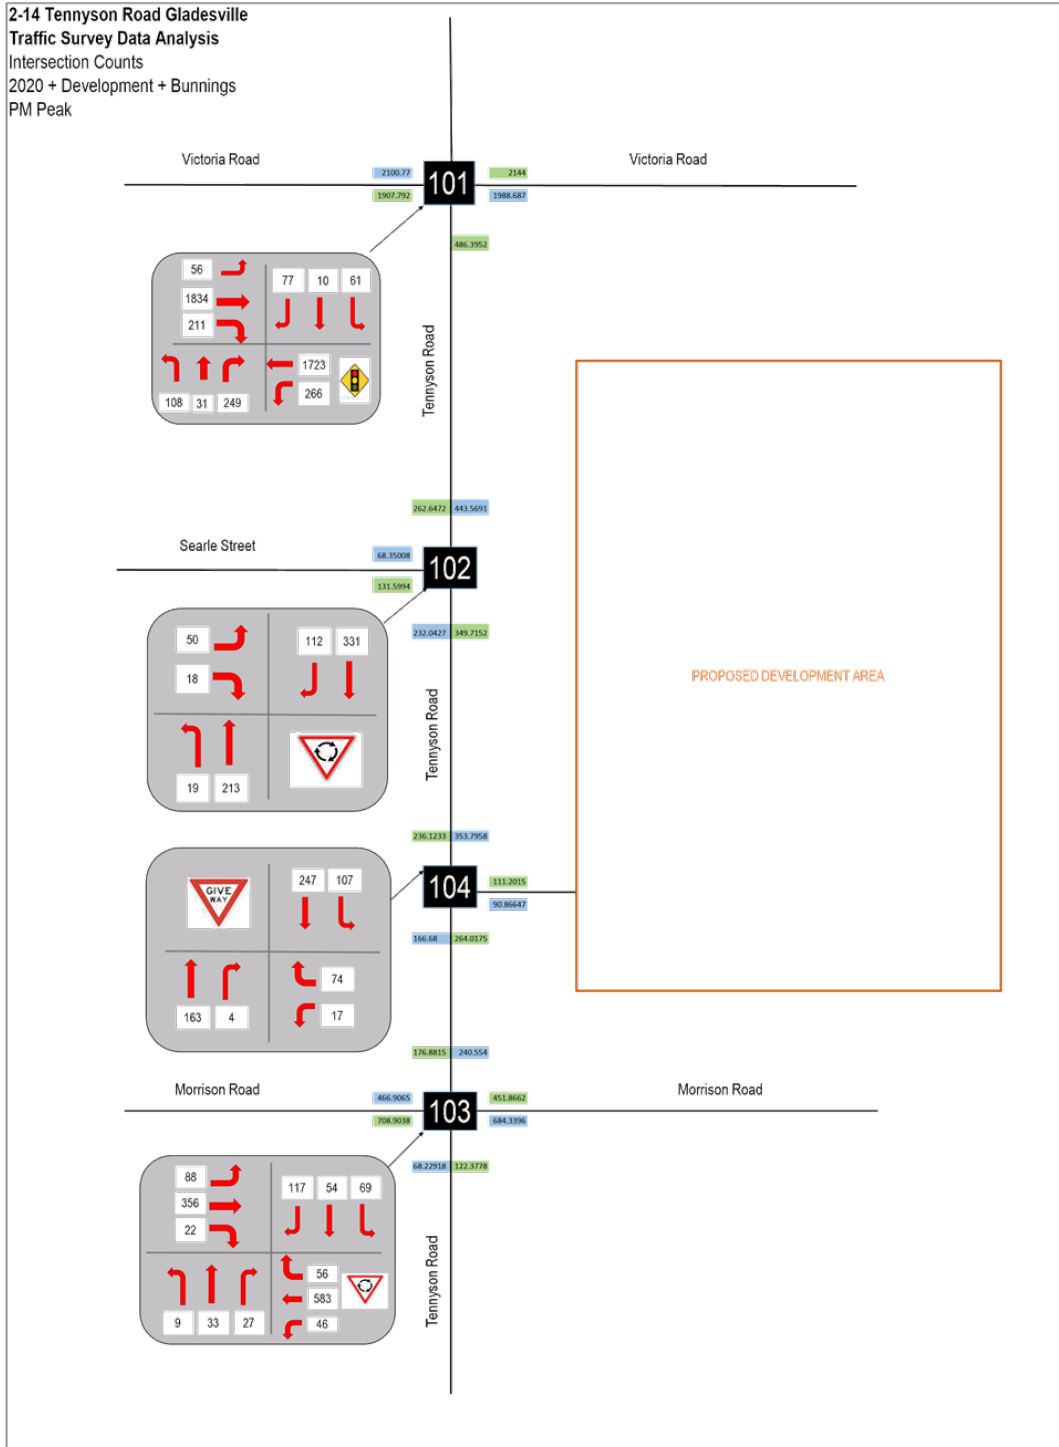 2-14 Tennyson Road Gladesville
Traffic Survey Data Analysis
Intersection Counts
2020 + Development + Bunnings
PM Peak
Victoria Road
2100.77
2144
Victoria Road
101
1907.792
1988.687
486.3952
56
1834
211
77 10 61
108 31 249
1723
266
Tennyson Road
262.6472 443.5691
Searle Street
68.35008
102
131.5994
232.0427 349.7152
50
18
112 331
19 213
Tennyson Road
PROPOSED DEVELOPMENT AREA
236.1233 353.7958
104
111.2015
90.86647
166.68 264.0175
GIVE
WAY
247 107
163 4
74
17
176.8815 240.554
Morrison Road
466.9065
451.8662
Morrison Road
103
708.9038
684.3396
68.22918 122.3778
88
356
22
117 54 69
9 33 27
56
583
46
Tennyson Road